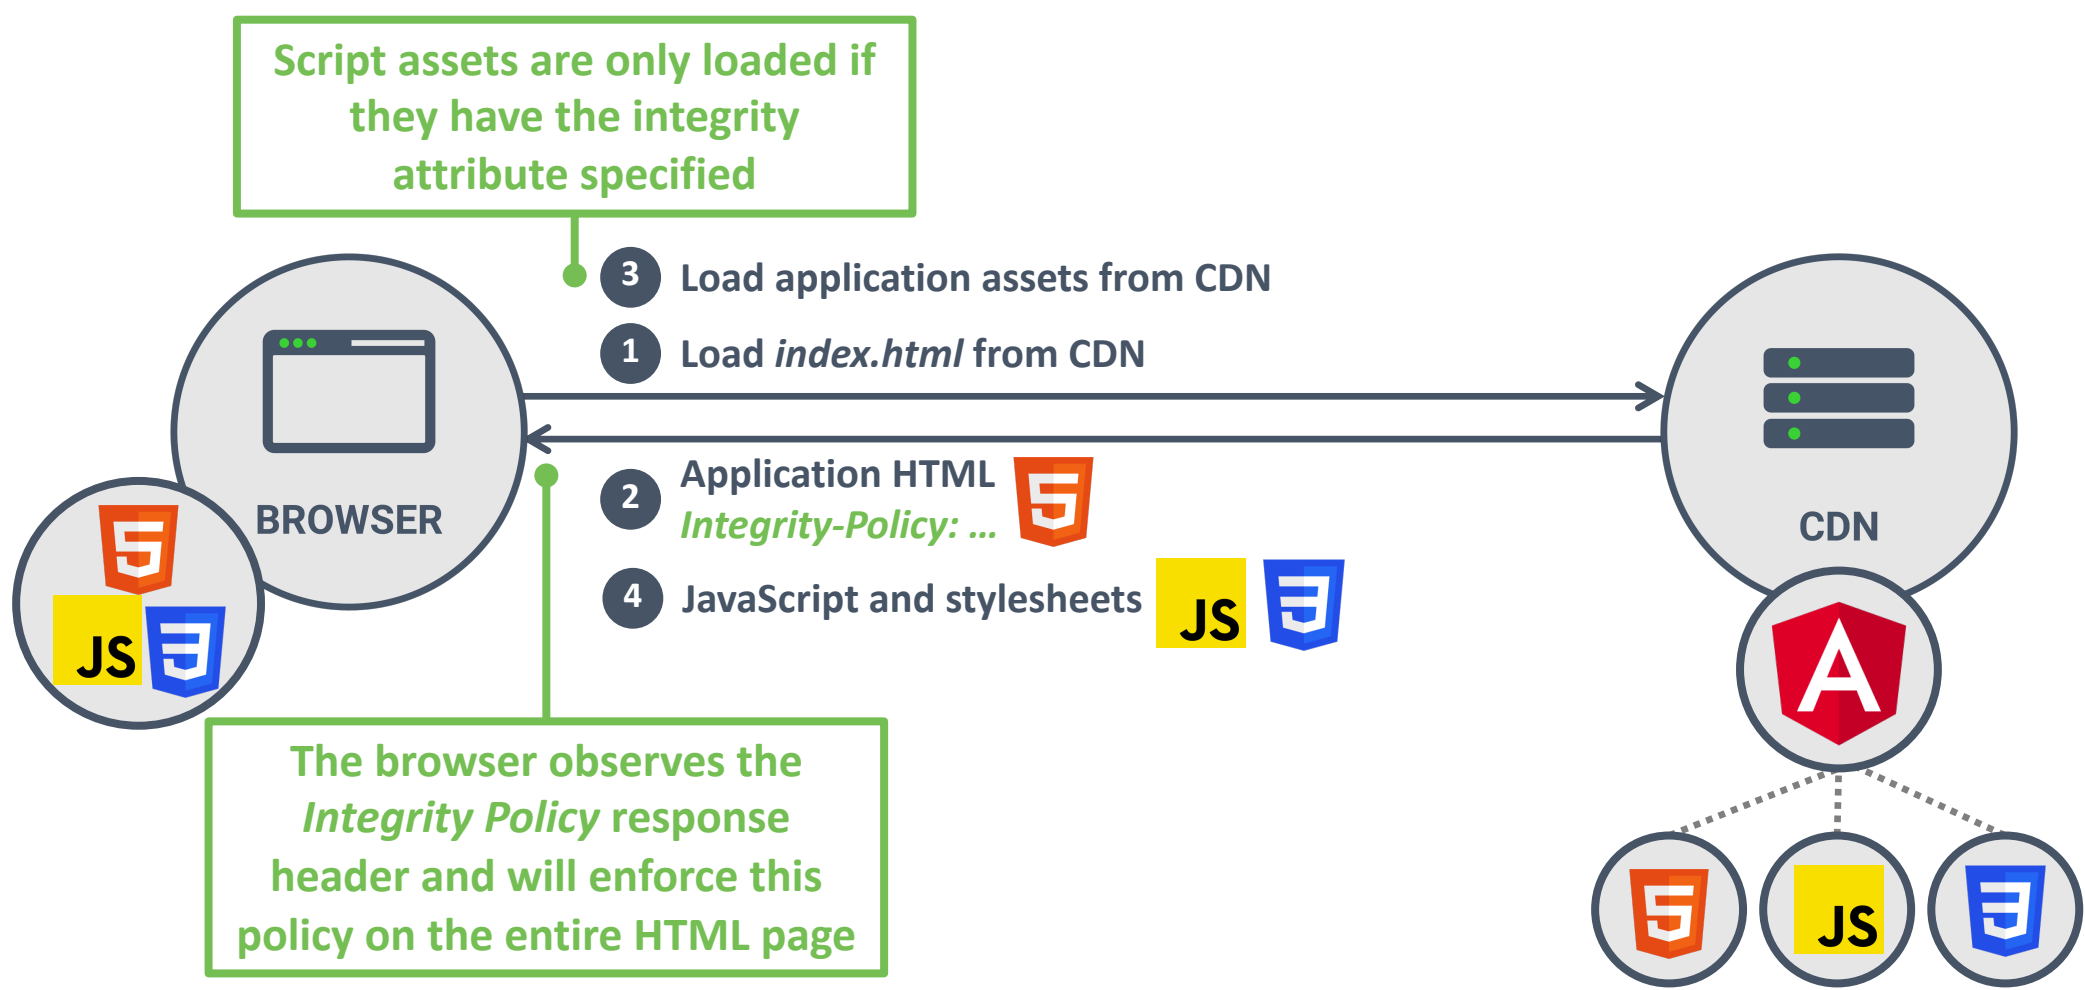 Script assets are only loaded if
they have the integrity
attribute specified
3 Load application assets from CDN
1 Load index.html from CDN
BROWSER
CDN
2 Application HTML
Integrity-Policy: ...
4 JavaScript and stylesheets
JS
JS
The browser observes the
Integrity Policy response
header and will enforce this
policy on the entire HTML page
A
JS